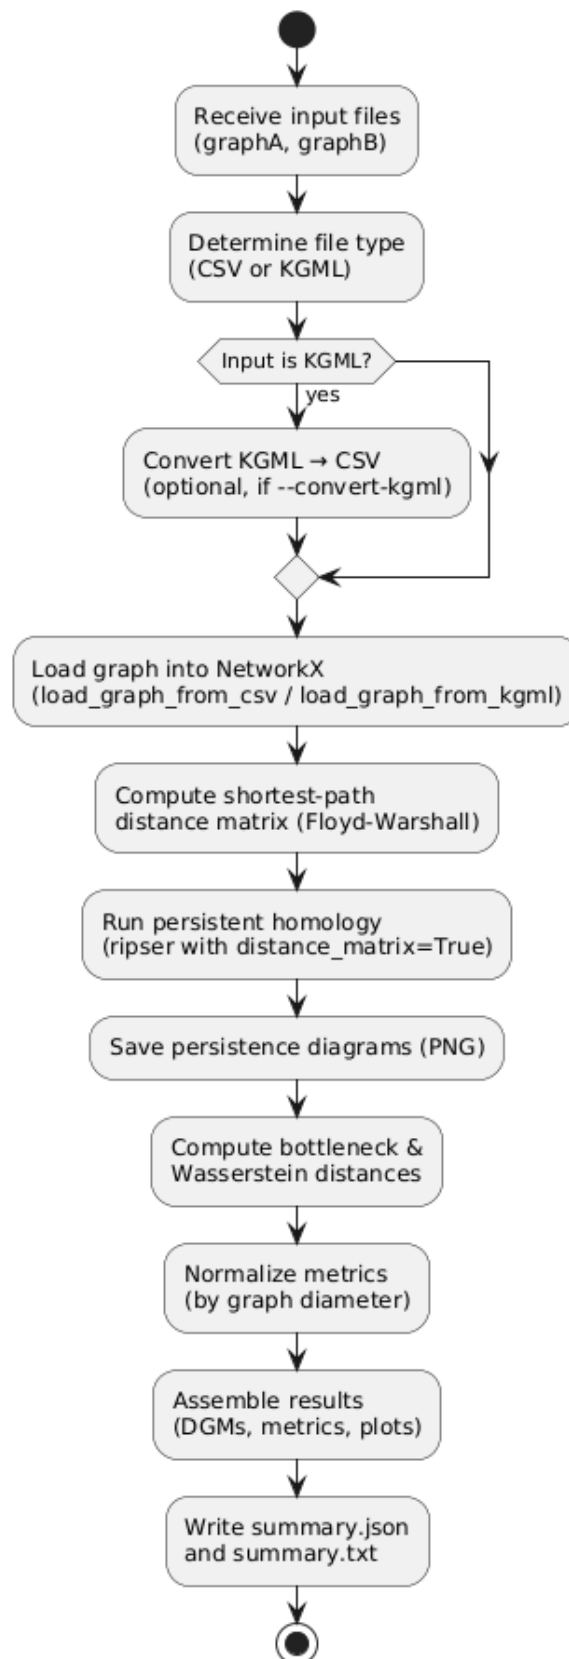 Receive input files
(graphA, graphB)
Determine file type
(CSV or KGML)
Input is KGML?
yes
Convert KGML → CSV
(optional, if --convert-kgml)
Load graph into NetworkX
(load_graph_from_csv / load_graph_from_kgml)
Compute shortest-path
distance matrix (Floyd-Warshall)
Run persistent homology
(ripser with distance_matrix=True)
Save persistence diagrams (PNG)
Compute bottleneck &
Wasserstein distances
Normalize metrics
(by graph diameter)
Assemble results
(DGMs, metrics, plots)
Write summary.json
and summary.txt